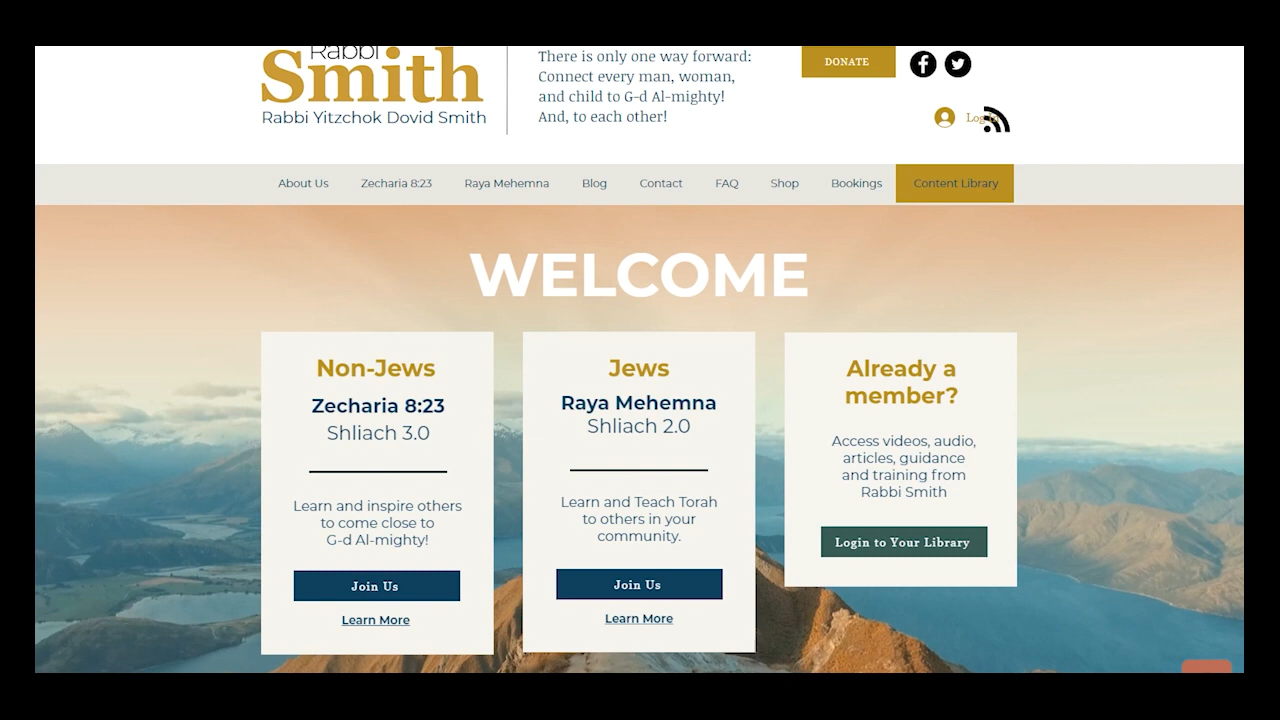 Rabbi
Smith
Rabbi Yitzchok Dovid Smith
There is only one way forward:
Connect every man, woman,
and child to G-d Al-mighty!
And, to each other!
DONATE
Log In
About Us
Zecharia 8:23
Raya Mehemna
Blog
Contact
FAQ
Shop
Bookings
Content Library
WELCOME
Non-Jews
Zecharia 8:23
Shliach 3.0
Learn and inspire others
to come close to
G-d Al-mighty!
Join Us
Learn More
Jews
Raya Mehemna
Shliach 2.0
Learn and Teach Torah
to others in your
community.
Join Us
Learn More
Already a
member?
Access videos, audio,
articles, guidance
and training from
Rabbi Smith
Login to Your Library